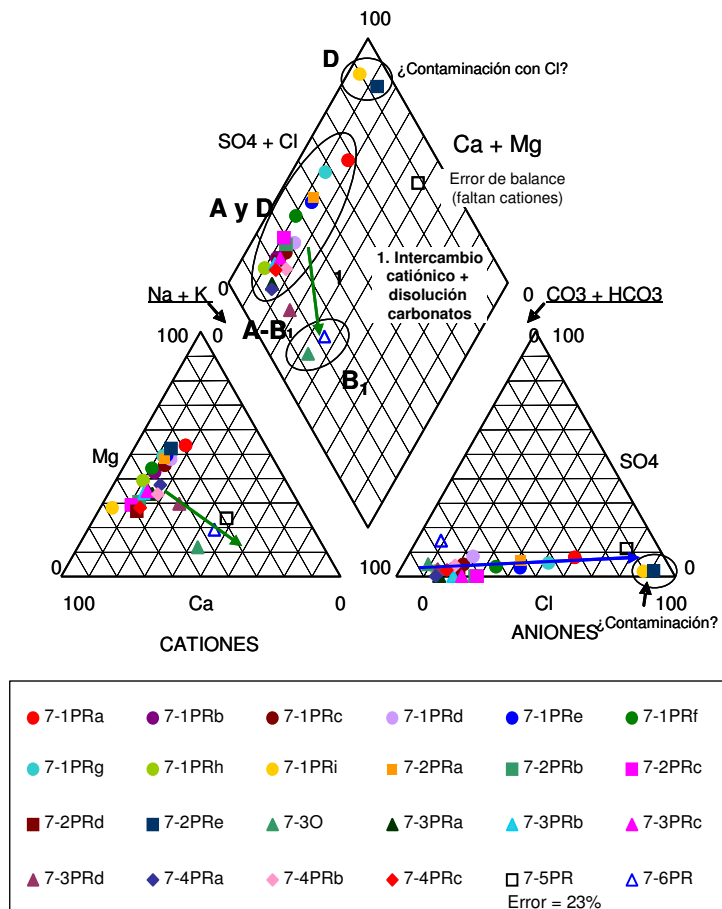 100
D
¿Contaminación con Cl?
SO4 + Cl
Ca + Mg
Error de balance
(faltan cationes)
A y D
1
1. Intercambio
catiónico +
disolución
carbonatos
0
0
Na + K
CO3 + HCO3
A-B1
B1
100
0
0
100
Mg
SO4
0
100
0
100
Ca
0
0
Cl
100
CATIONES
ANIONES
¿Contaminación?
7-1PRa
7-1PRb
7-1PRc
7-1PRd
7-1PRe
7-1PRf
7-1PRg
7-1PRh
7-1PRi
7-2PRa
7-2PRb
7-2PRc
7-2PRd
7-2PRe
7-3O
7-3PRa
7-3PRb
7-3PRc
7-3PRd
7-4PRa
7-4PRb
7-4PRc
7-5PR
7-6PR
Error = 23%